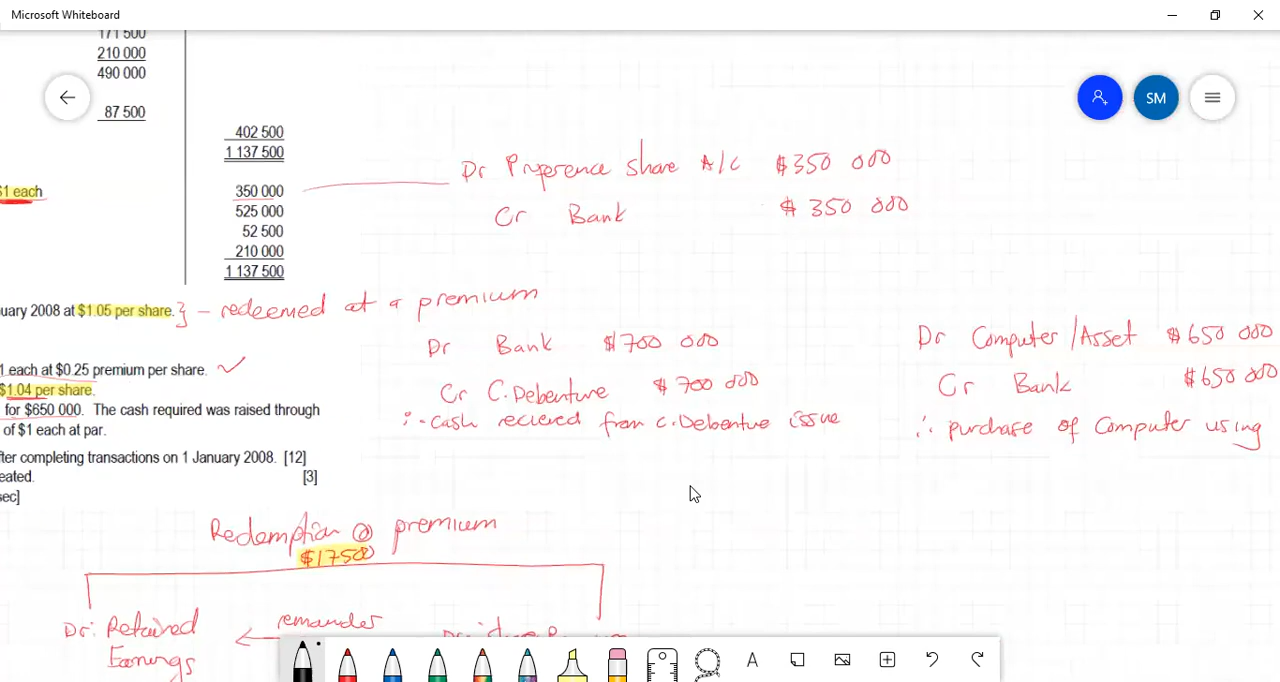 Microsoft Whiteboard
171 500
210 000
490 000
87 500
402 500
1 137 500
$1 each
350 000
525 000
52 500
210 000
1 137 500
SM
Dr Preference share A/C $350 000
Cr Bank $350 000
uary 2008 at $1.05 per share. } - redeemed at a premium
1 each at $0.25 premium per share.
$1.04 per share.
for $650 000. The cash required was raised through
of $1 each at par.
fter completing transactions on 1 January 2008. [12]
eated. [3]
sec]
Dr Bank $700 000
Cr C.Debenture $700 000
∴ cash recieved from c.Debentue issue
Dr Computer/Asset $650 000
Cr Bank $650 000
∴ purchase of Computer using
Redemption @ premium
$17500
Dr: Retained
Earnings
remander
A